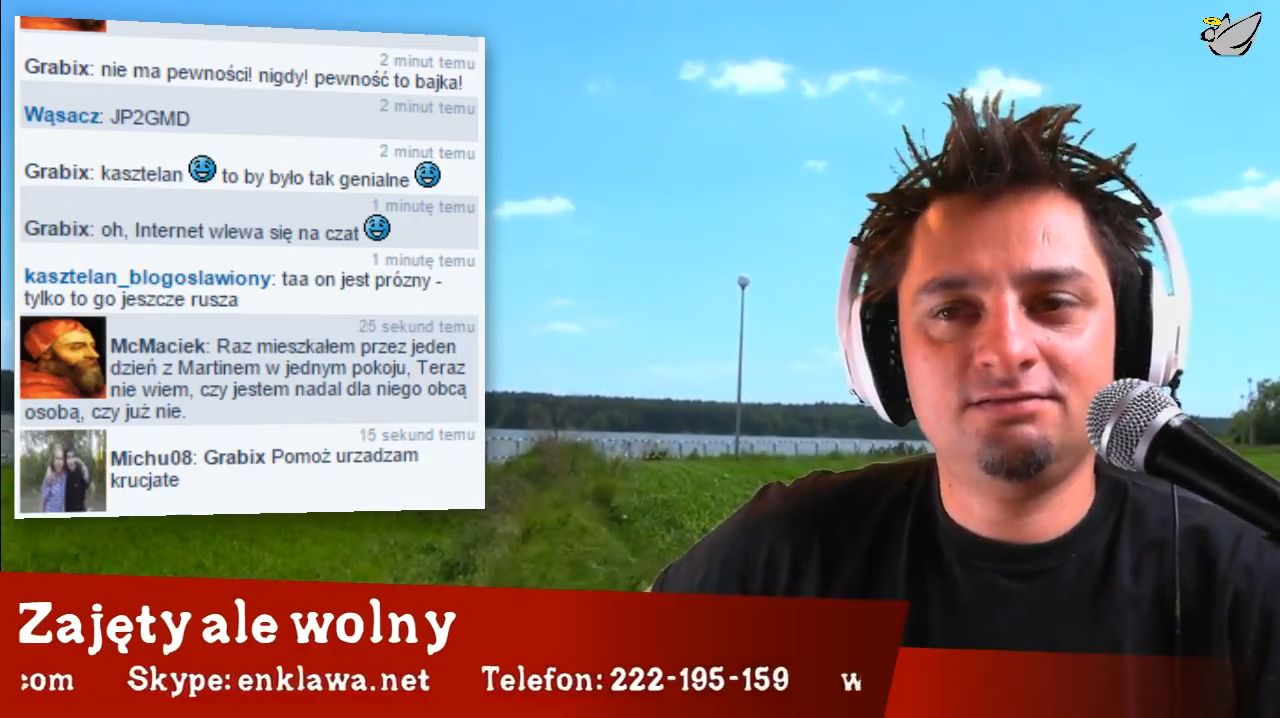 2 minut temu
Grabix: nie ma pewności! nigdy! pewność to bajka!
2 minut temu
Wąsacz: JP2GMD
2 minut temu
Grabix: kasztelan to by było tak genialne
1 minutę temu
Grabix: oh, Internet wlewa się na czat
1 minutę temu
kasztelan_blogoslawiony: taa on jest prózny -
tylko to go jeszcze rusza
25 sekund temu
McMaciek: Raz mieszkałem przez jeden
dzień z Martinem w jednym pokoju, Teraz
nie wiem, czy jestem nadal dla niego obcą
osobą, czy już nie.
15 sekund temu
Michu08: Grabix Pomoż urzadzam
krucjate
Zajęty ale wolny
com Skype: enklawa.net Telefon: 222-195-159 w